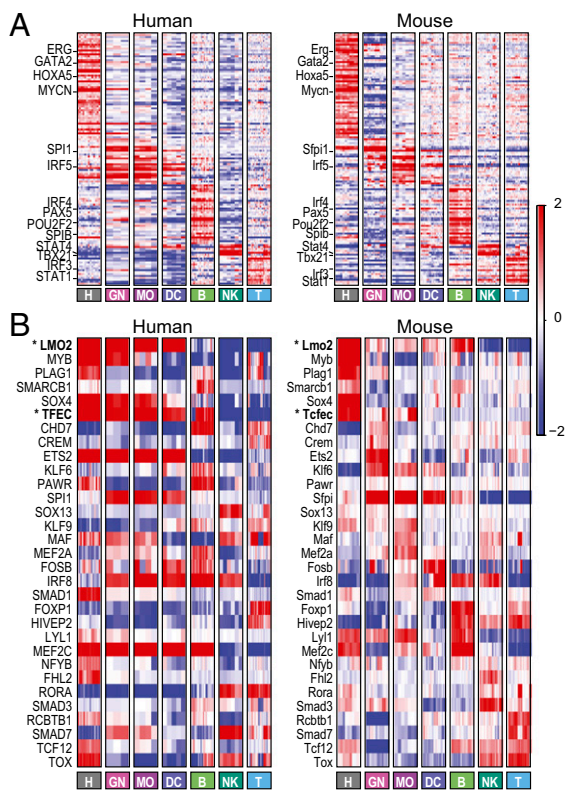 A
Human
Mouse
ERG
GATA2
HOXA5
MYCN
SPI1
IRF5
IRF4
PAX5
POU2F2
SPIB
STAT4
TBX21
IRF3
STAT1
Erg
Gata2
Hoxa5
Mycn
Sfpi1
Irf5
Irf4
Pax5
Pou2f2
Spib
Stat4
Tbx21
Irf3
Stat1
H GN MO DC B NK T
H GN MO DC B NK T
2
0
−2
B
Human
Mouse
* LMO2
MYB
PLAG1
SMARCB1
SOX4
* TFEC
CHD7
CREM
ETS2
KLF6
PAWR
SPI1
SOX13
KLF9
MAF
MEF2A
FOSB
IRF8
SMAD1
FOXP1
HIVEP2
LYL1
MEF2C
NFYB
FHL2
RORA
SMAD3
RCBTB1
SMAD7
TCF12
TOX
* Lmo2
Myb
Plag1
Smarcb1
Sox4
* Tcfec
Chd7
Crem
Ets2
Klf6
Pawr
Sfpi
Sox13
Klf9
Maf
Mef2a
Fosb
Irf8
Smad1
Foxp1
Hivep2
Lyl1
Mef2c
Nfyb
Fhl2
Rora
Smad3
Rcbtb1
Smad7
Tcf12
Tox
H GN MO DC B NK T
H GN MO DC B NK T